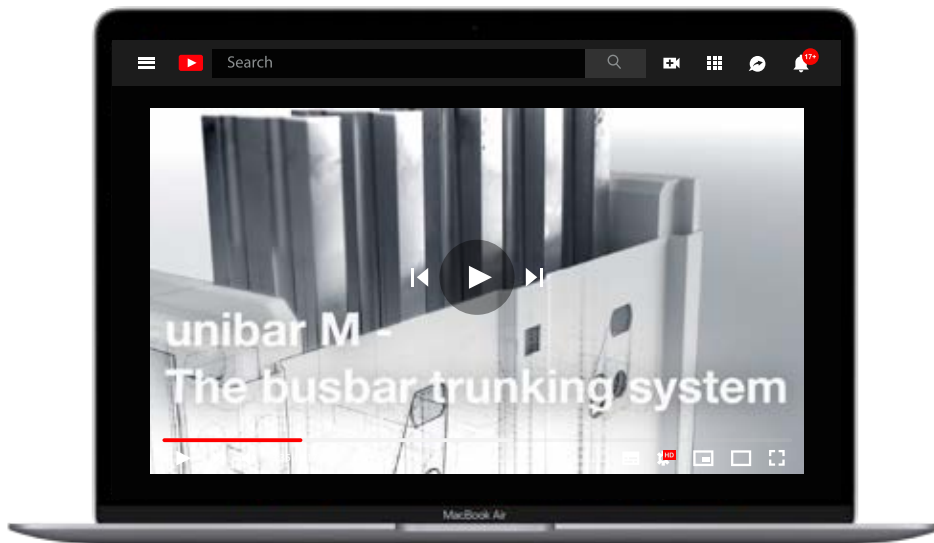 Search
17+
unibar M -
The busbar trunking system
HD
MacBook Air